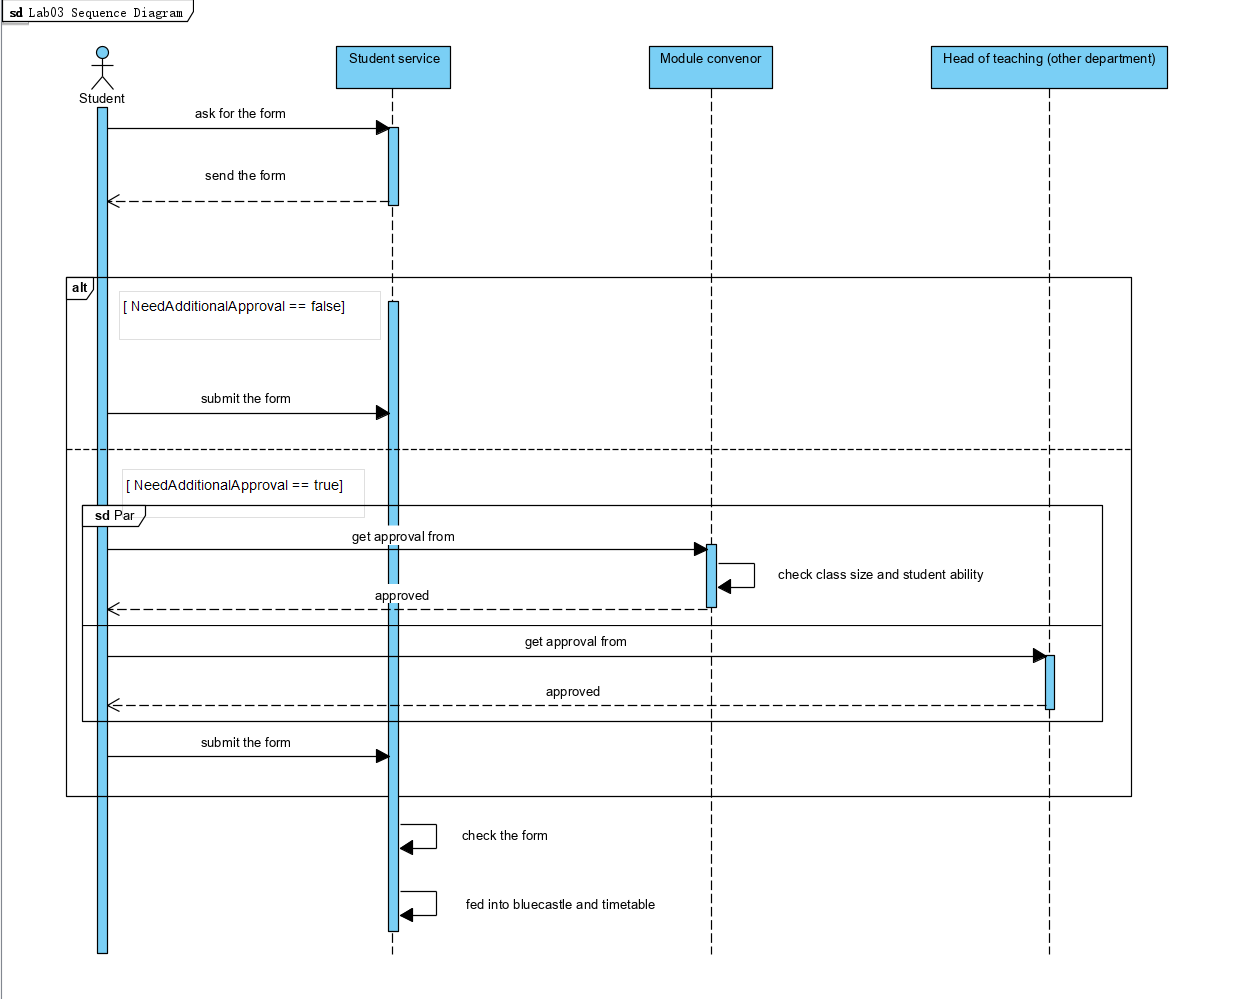 sd Lab03 Sequence Diagram
Student
Student service
Module convenor
Head of teaching (other department)
ask for the form
send the form
alt
[ NeedAdditionalApproval == false]
submit the form
[ NeedAdditionalApproval == true]
sd Par
get approval from
check class size and student ability
approved
get approval from
approved
submit the form
check the form
fed into bluecastle and timetable